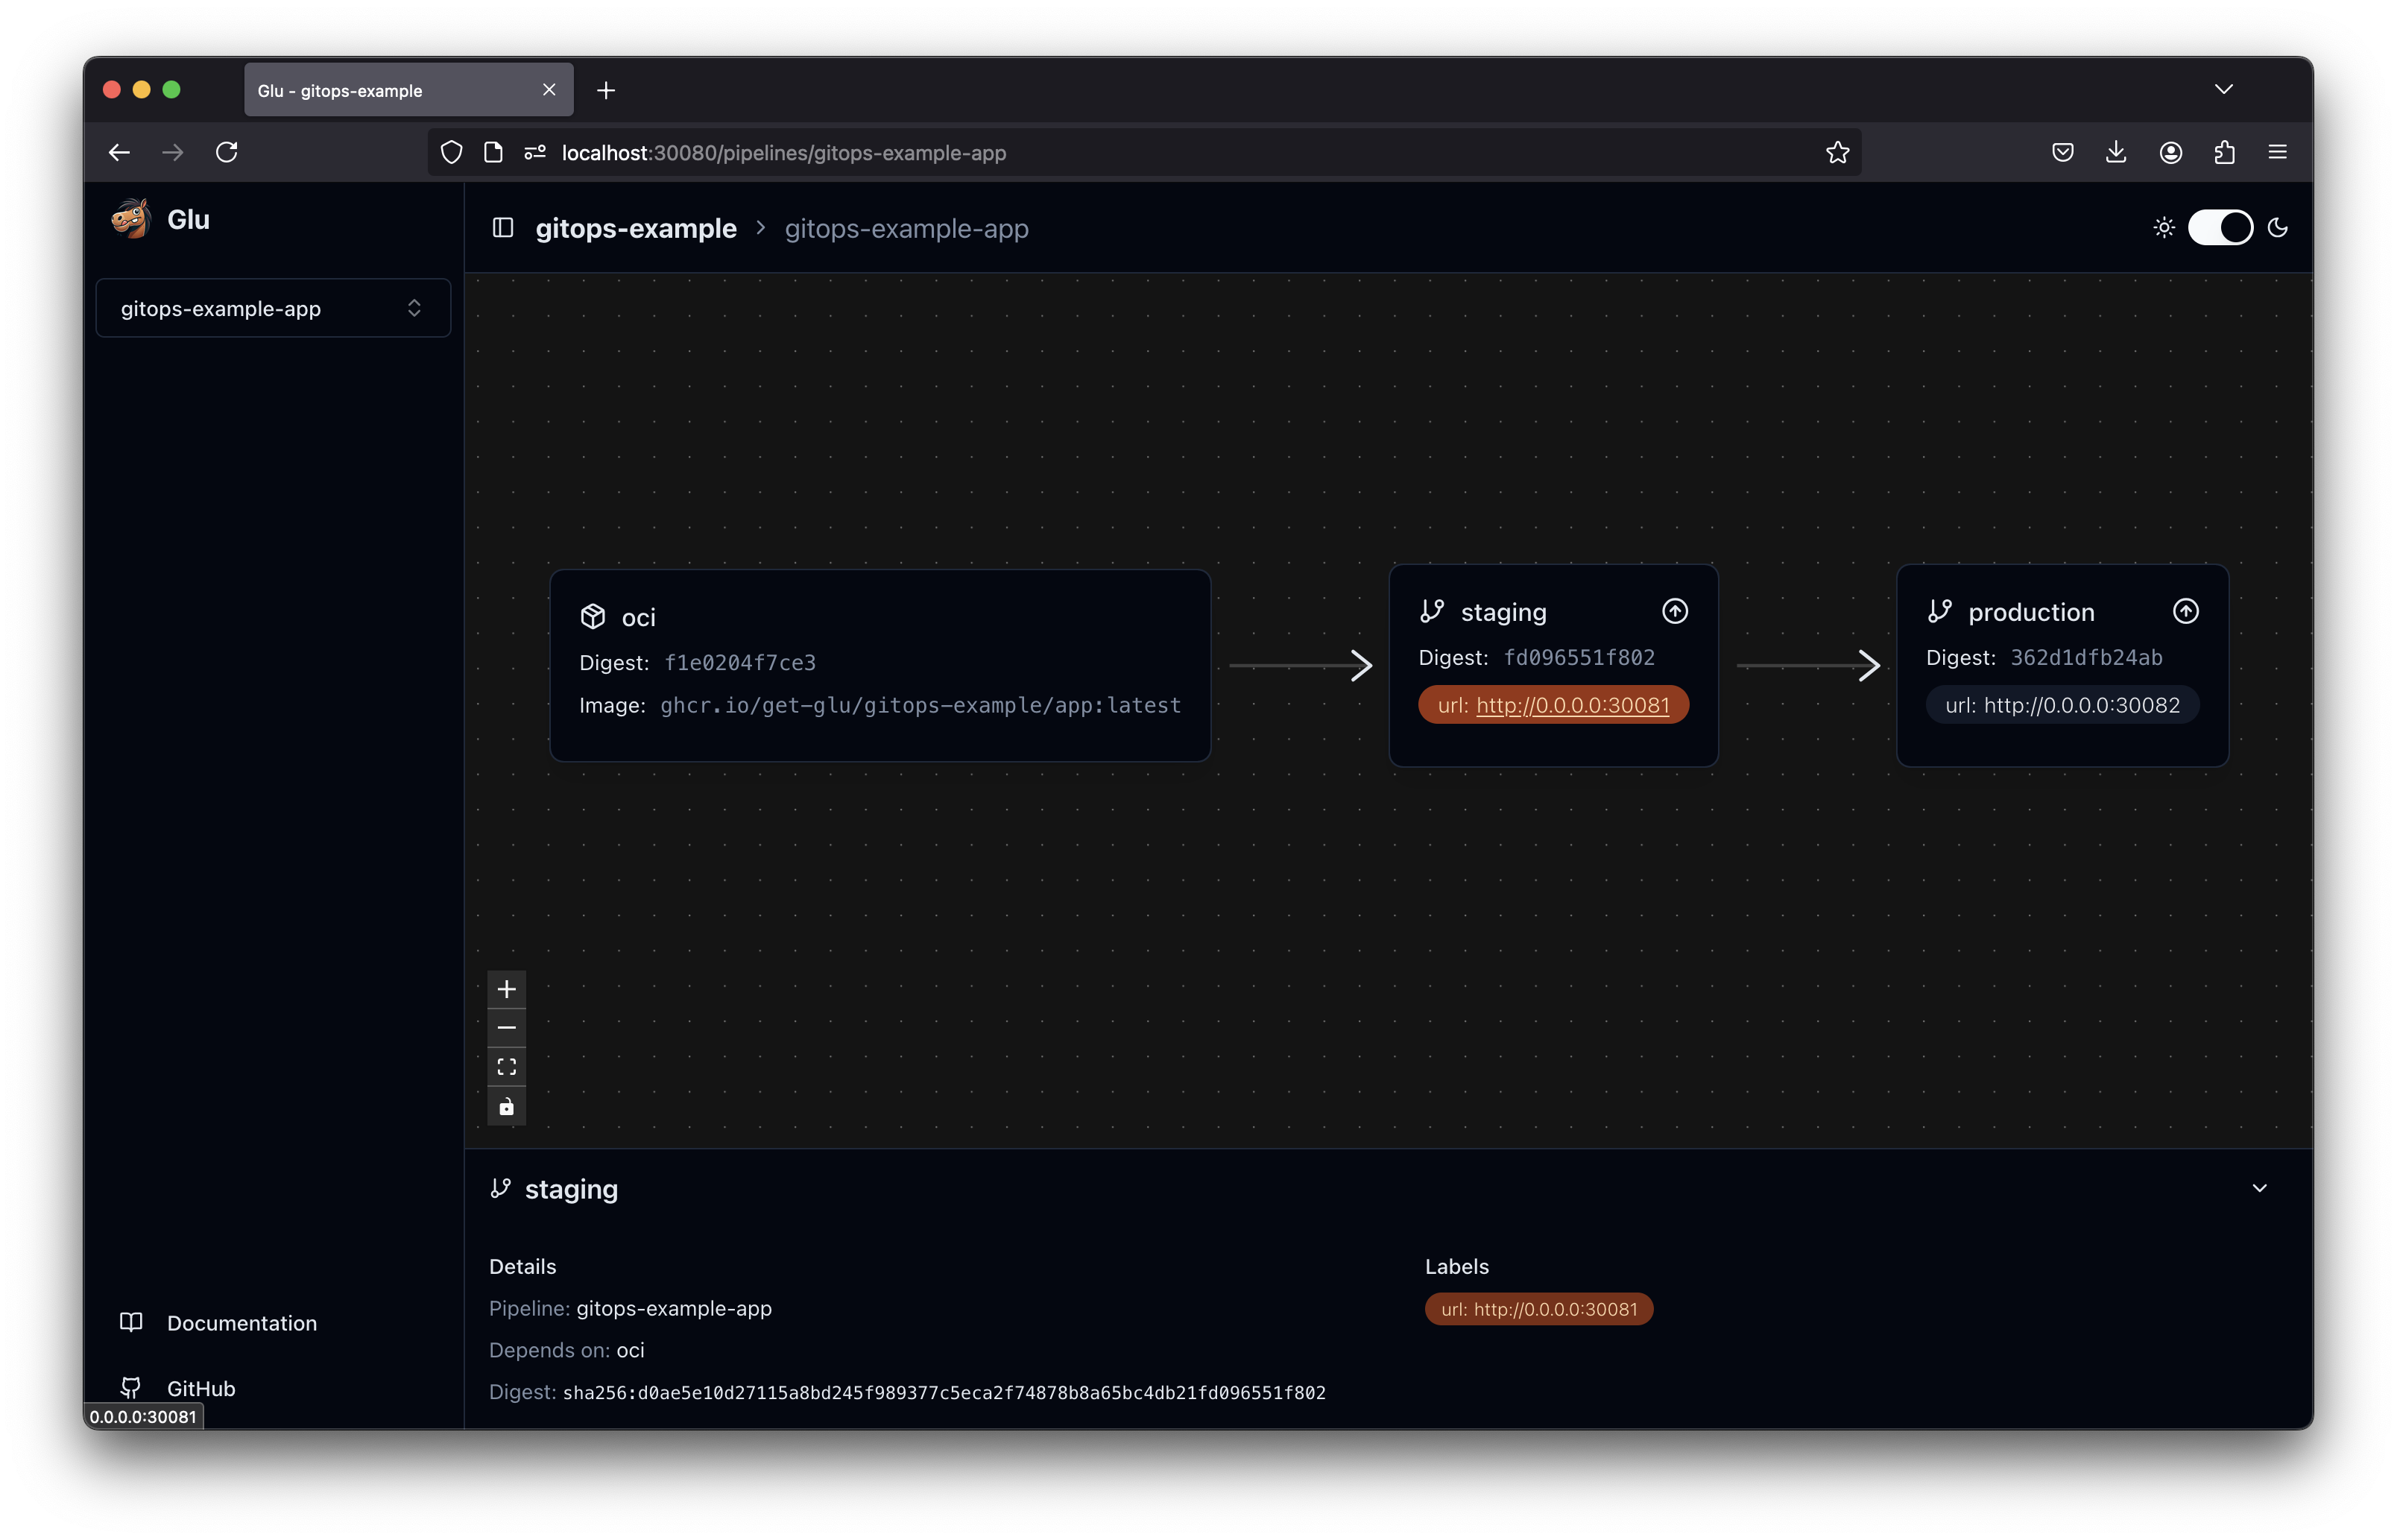 Glu - gitops-example
localhost:30080/pipelines/gitops-example-app
Glu
gitops-example > gitops-example-app
gitops-example-app
oci
Digest: f1e0204f7ce3
Image: ghcr.io/get-glu/gitops-example/app:latest
staging
Digest: fd096551f802
url: http://0.0.0.0:30081
production
Digest: 362d1dfb24ab
url: http://0.0.0.0:30082
staging
Details
Pipeline: gitops-example-app
Depends on: oci
Digest: sha256:d0ae5e10d27115a8bd245f989377c5eca2f74878b8a65bc4db21fd096551f802
Labels
url: http://0.0.0.0:30081
Documentation
GitHub
0.0.0.0:30081